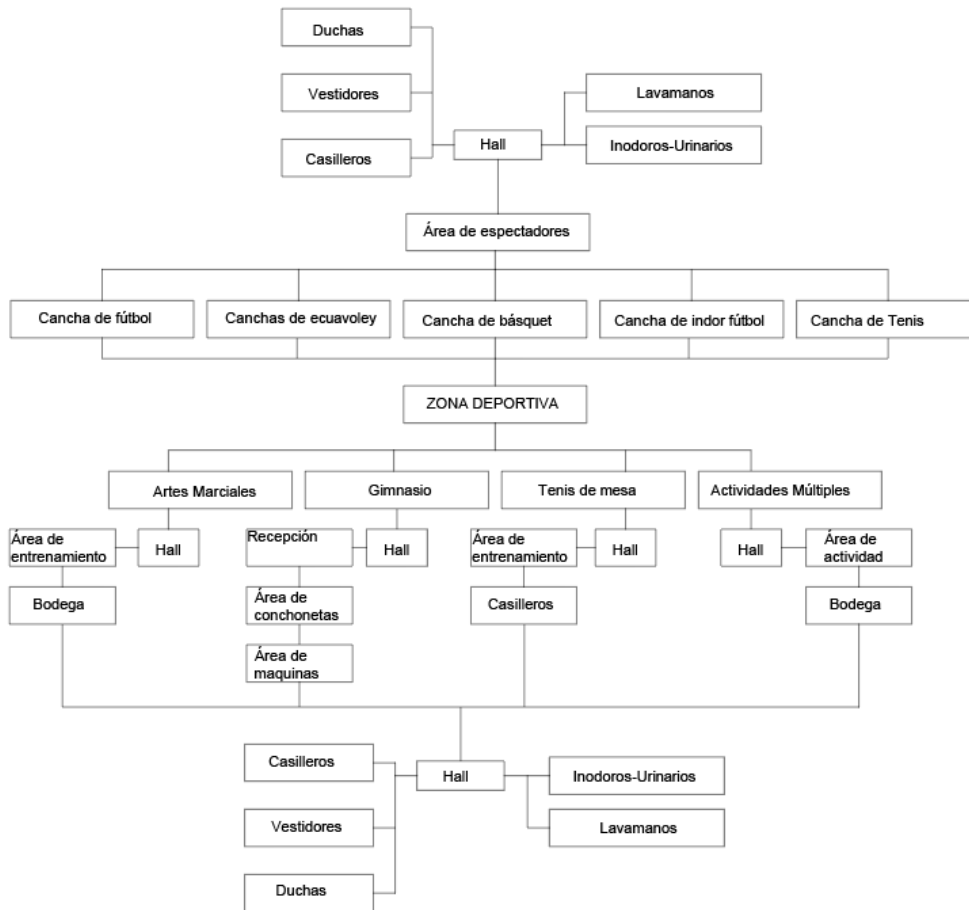 Duchas
Vestidores
Lavamanos
Casilleros
Hall
Inodoros-Urinarios
Área de espectadores
Cancha de fútbol
Canchas de ecuavoley
Cancha de básquet
Cancha de indor fútbol
Cancha de Tenis
ZONA DEPORTIVA
Artes Marciales
Gimnasio
Tenis de mesa
Actividades Múltiples
Área de
entrenamiento
Hall
Recepción
Hall
Área de
entrenamiento
Hall
Hall
Área de
actividad
Bodega
Área de
conchonetas
Casilleros
Bodega
Área de
maquinas
Casilleros
Hall
Inodoros-Urinarios
Vestidores
Lavamanos
Duchas